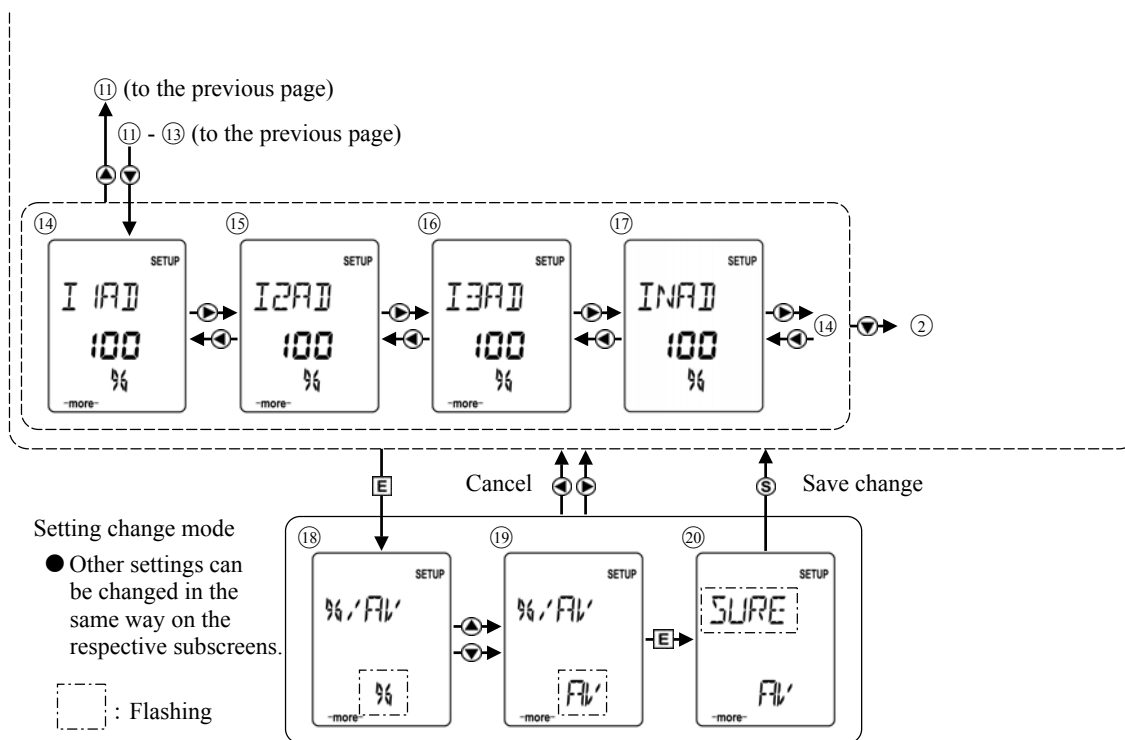 ⑪ (to the previous page)
⑪ - ⑬ (to the previous page)
⑭
⑮
⑯
⑰
SETUP
SETUP
SETUP
SETUP
I1AD
I2AD
I3AD
INAD
100
100
100
100
%
%
%
%
-more-
-more-
-more-
⑭
②
E
Cancel
S
Save change
Setting change mode
● Other settings can
be changed in the
same way on the
respective subscreens.
: Flashing
⑱
⑲
⑳
SETUP
SETUP
SETUP
%/AV
%/AV
SURE
E
%
AV
AV
-more-
-more-
-more-